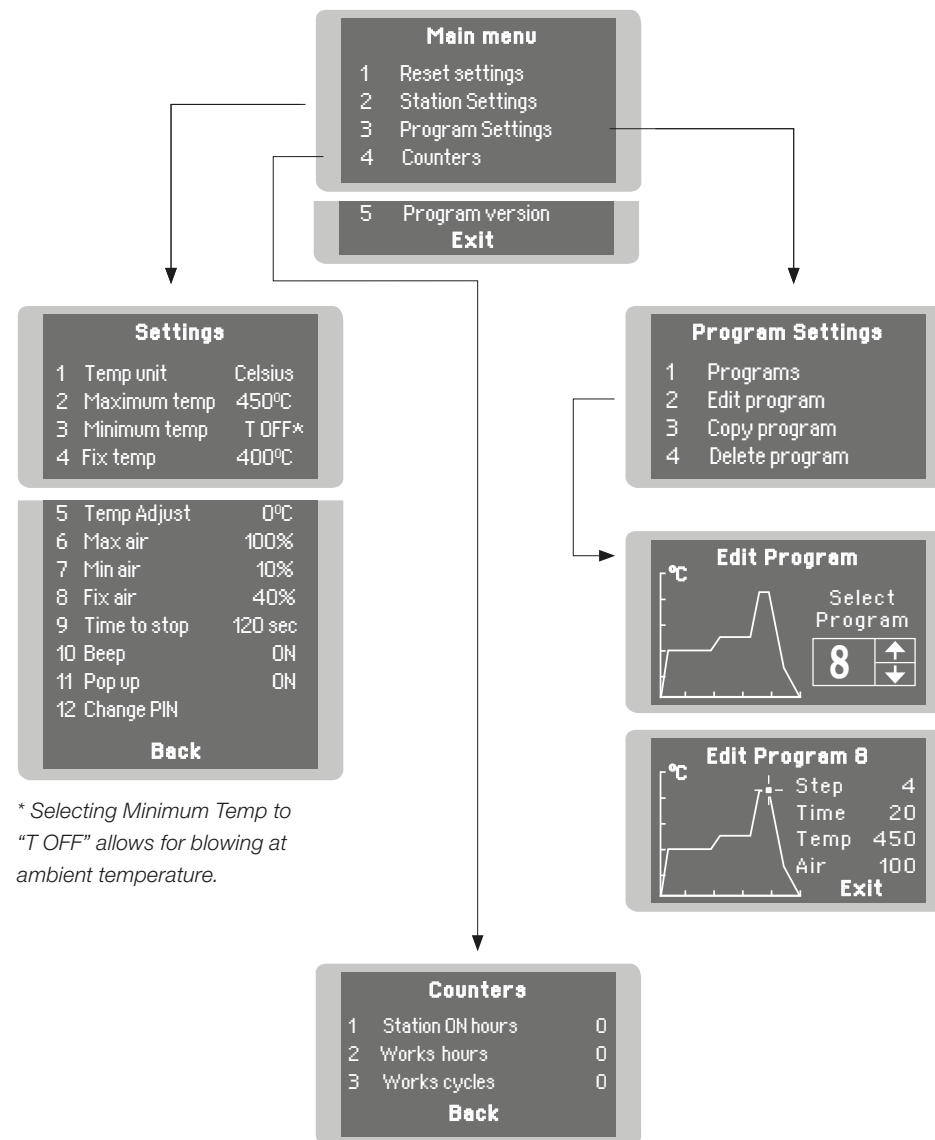 Main menu
1 Reset settings
2 Station Settings
3 Program Settings
4 Counters
5 Program version
Exit
Settings
1 Temp unit Celsius
2 Maximum temp 450ºC
3 Minimum temp T OFF*
4 Fix temp 400ºC
5 Temp Adjust 0ºC
6 Max air 100%
7 Min air 10%
8 Fix air 40%
9 Time to stop 120 sec
10 Beep ON
11 Pop up ON
12 Change PIN
Back
* Selecting Minimum Temp to
“T OFF” allows for blowing at
ambient temperature.
Program Settings
1 Programs
2 Edit program
3 Copy program
4 Delete program
Edit Program
ºC
Select
Program
8
Edit Program 8
ºC
Step 4
Time 20
Temp 450
Air 100
Exit
Counters
1 Station ON hours 0
2 Works hours 0
3 Works cycles 0
Back